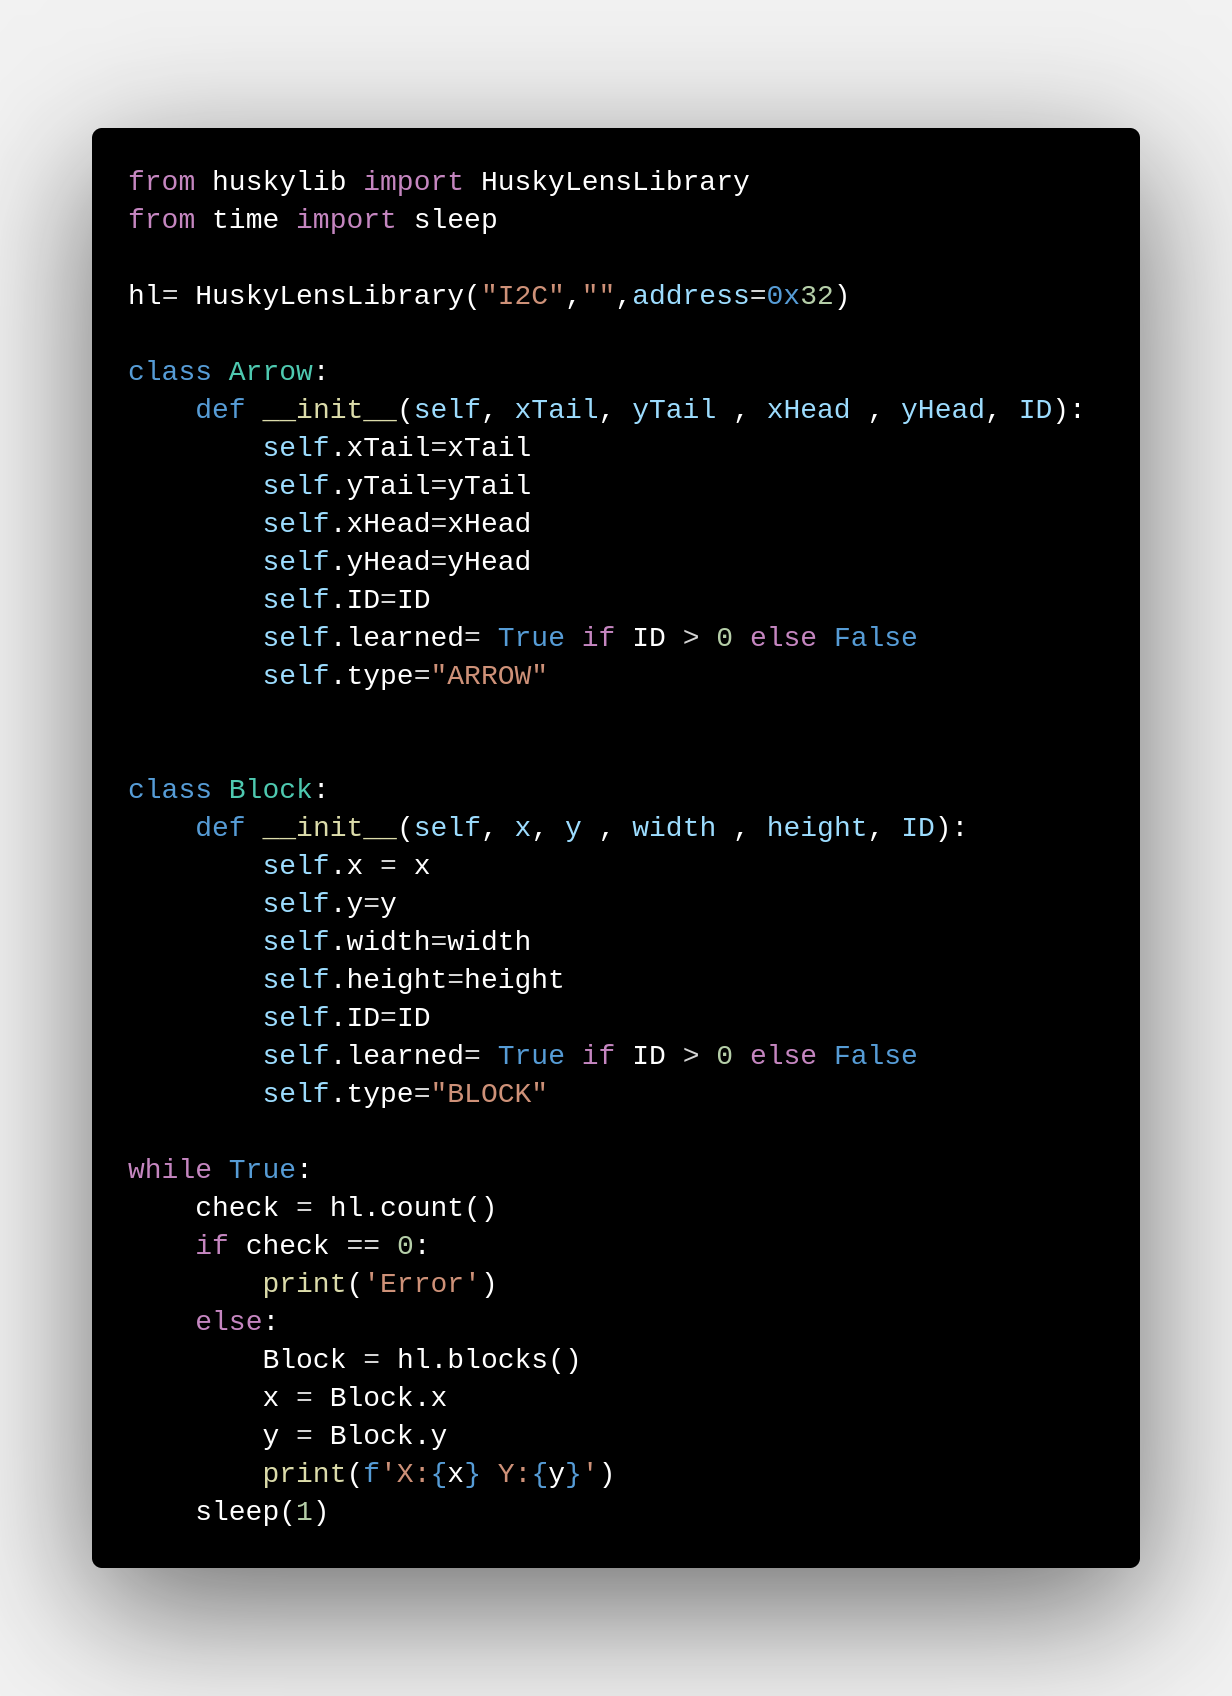 from huskylib import HuskyLensLibrary
from time import sleep

hl= HuskyLensLibrary("I2C","",address=0x32)

class Arrow:
    def __init__(self, xTail, yTail , xHead , yHead, ID):
        self.xTail=xTail
        self.yTail=yTail
        self.xHead=xHead
        self.yHead=yHead
        self.ID=ID
        self.learned= True if ID > 0 else False
        self.type="ARROW"


class Block:
    def __init__(self, x, y , width , height, ID):
        self.x = x
        self.y=y
        self.width=width
        self.height=height
        self.ID=ID
        self.learned= True if ID > 0 else False
        self.type="BLOCK"

while True:
    check = hl.count()
    if check == 0:
        print('Error')
    else:
        Block = hl.blocks()
        x = Block.x
        y = Block.y
        print(f'X:{x} Y:{y}')
    sleep(1)